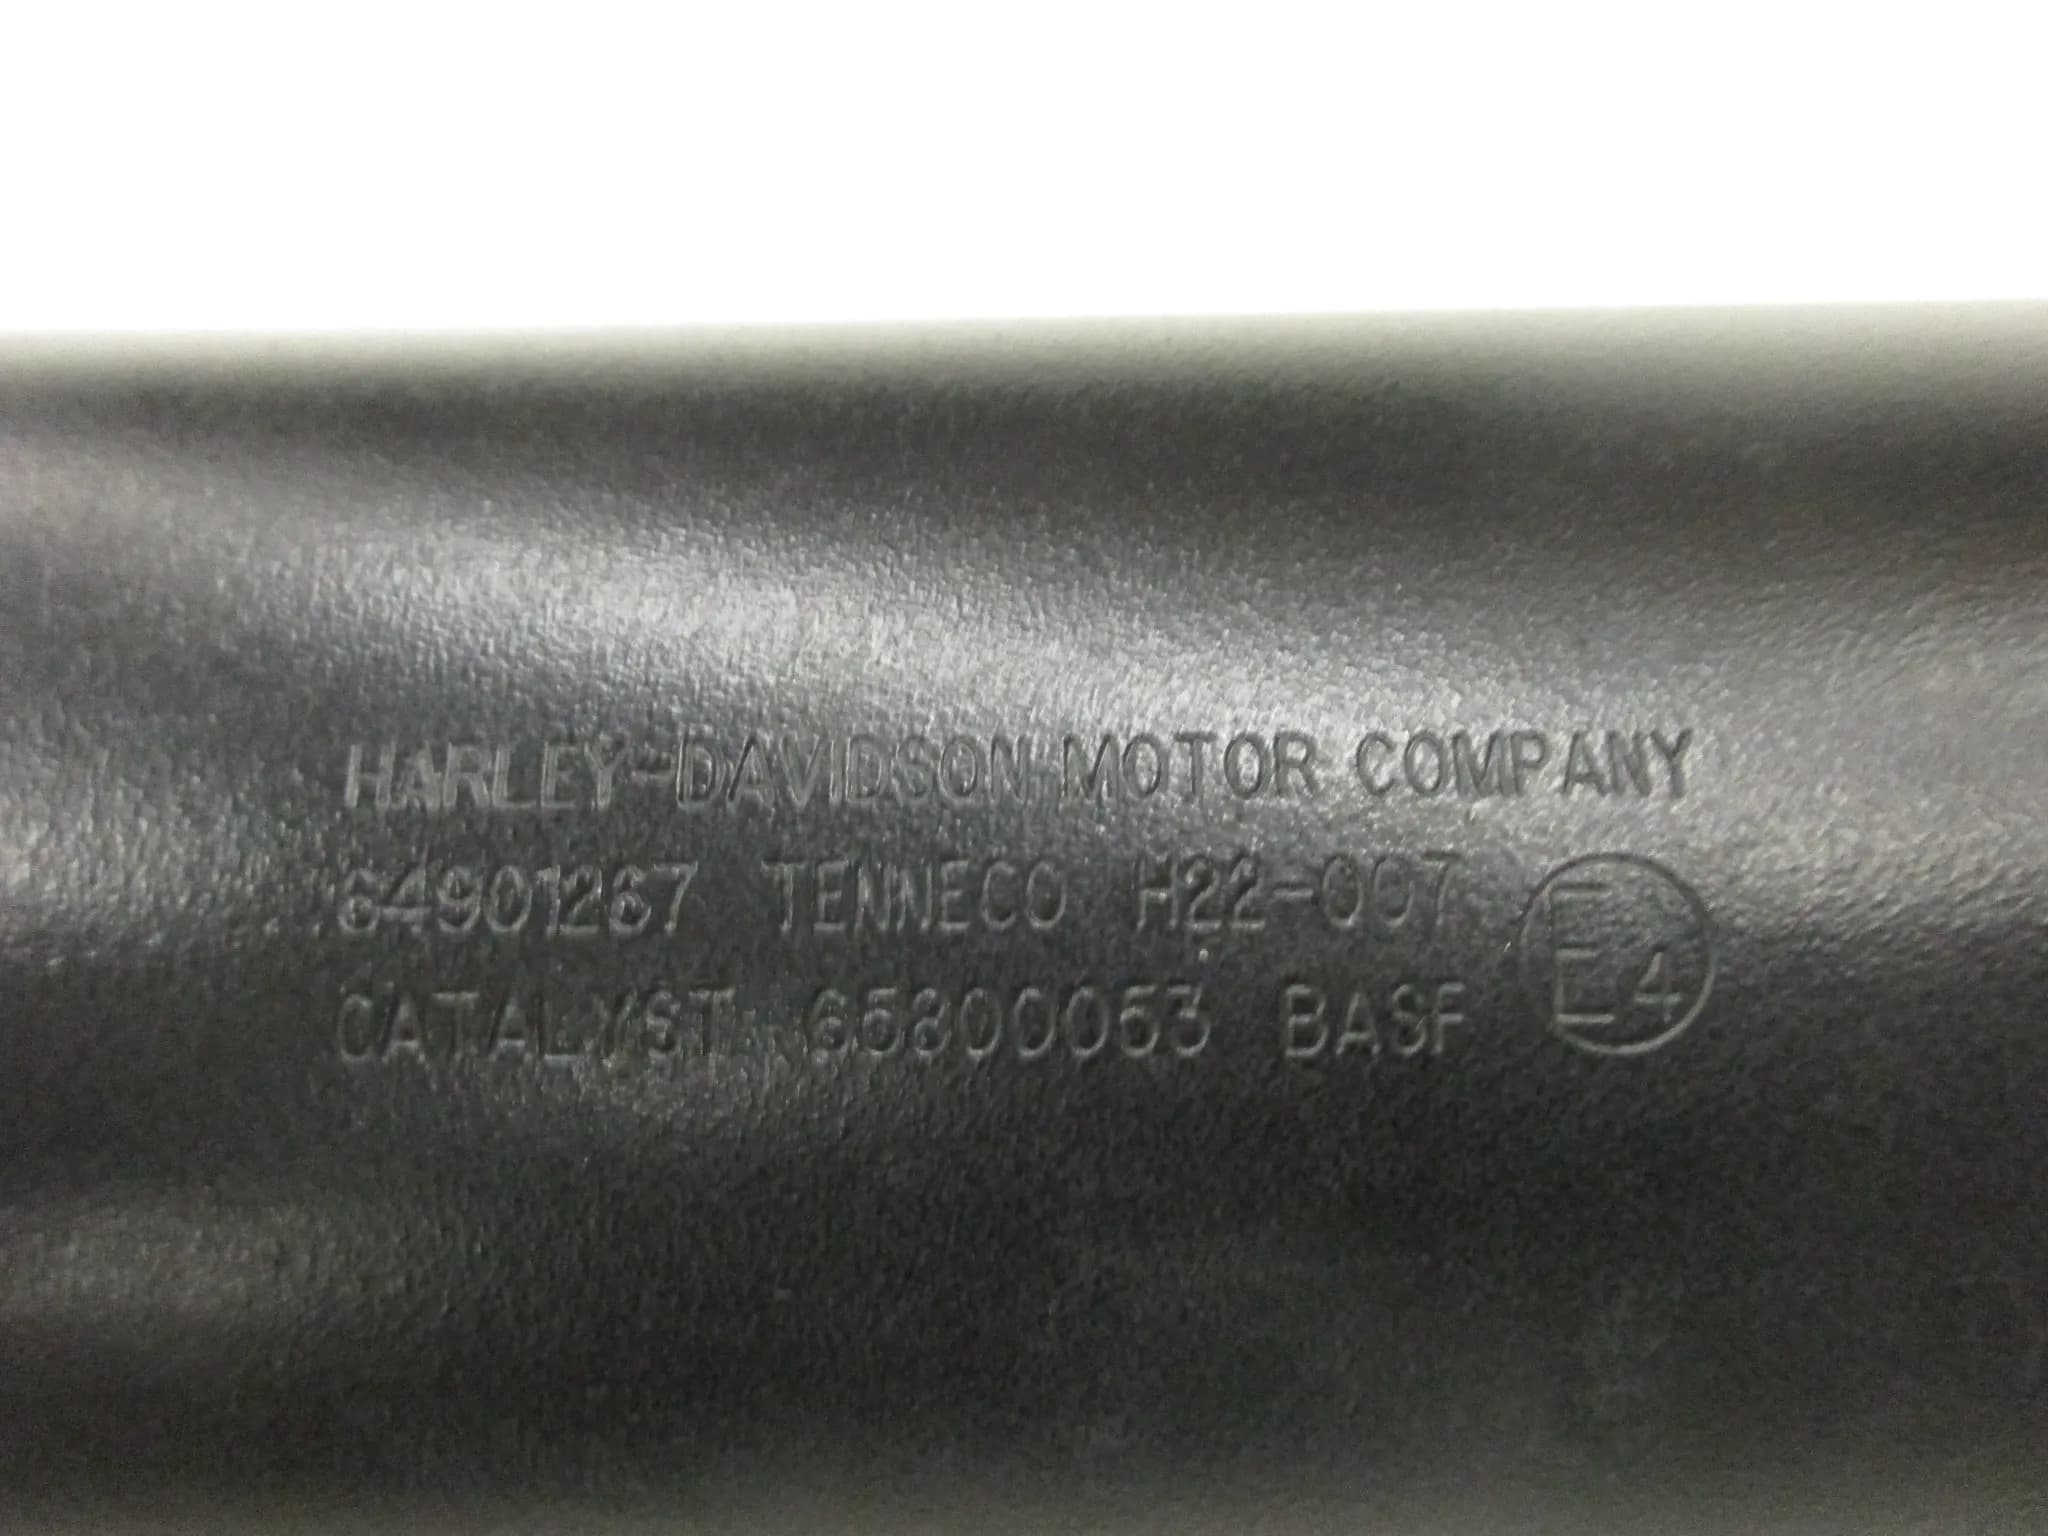 HARLEY-DAVIDSON MOTOR COMPANY
64901267 TENNECO H22-007
CATALYST 65800053 BASF
E4